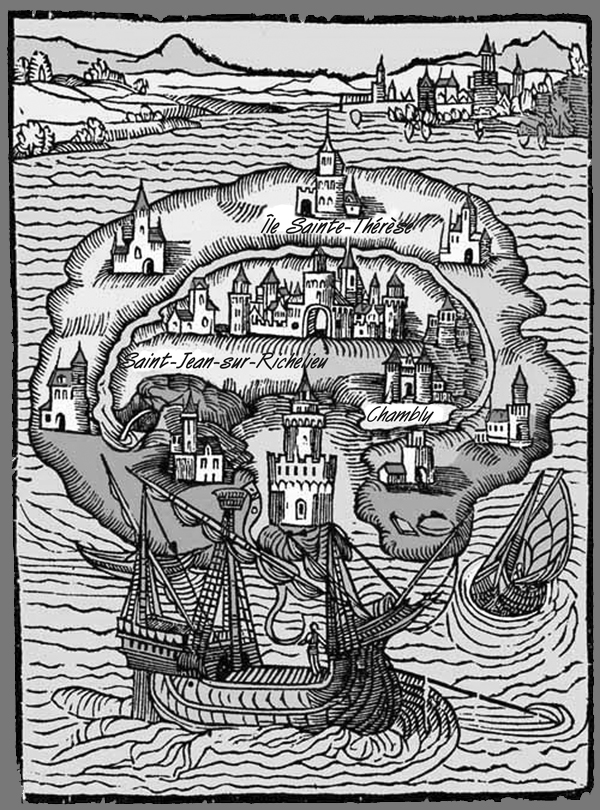 Île Sainte-Thérèse
Saint-Jean-sur-Richelieu
Chambly